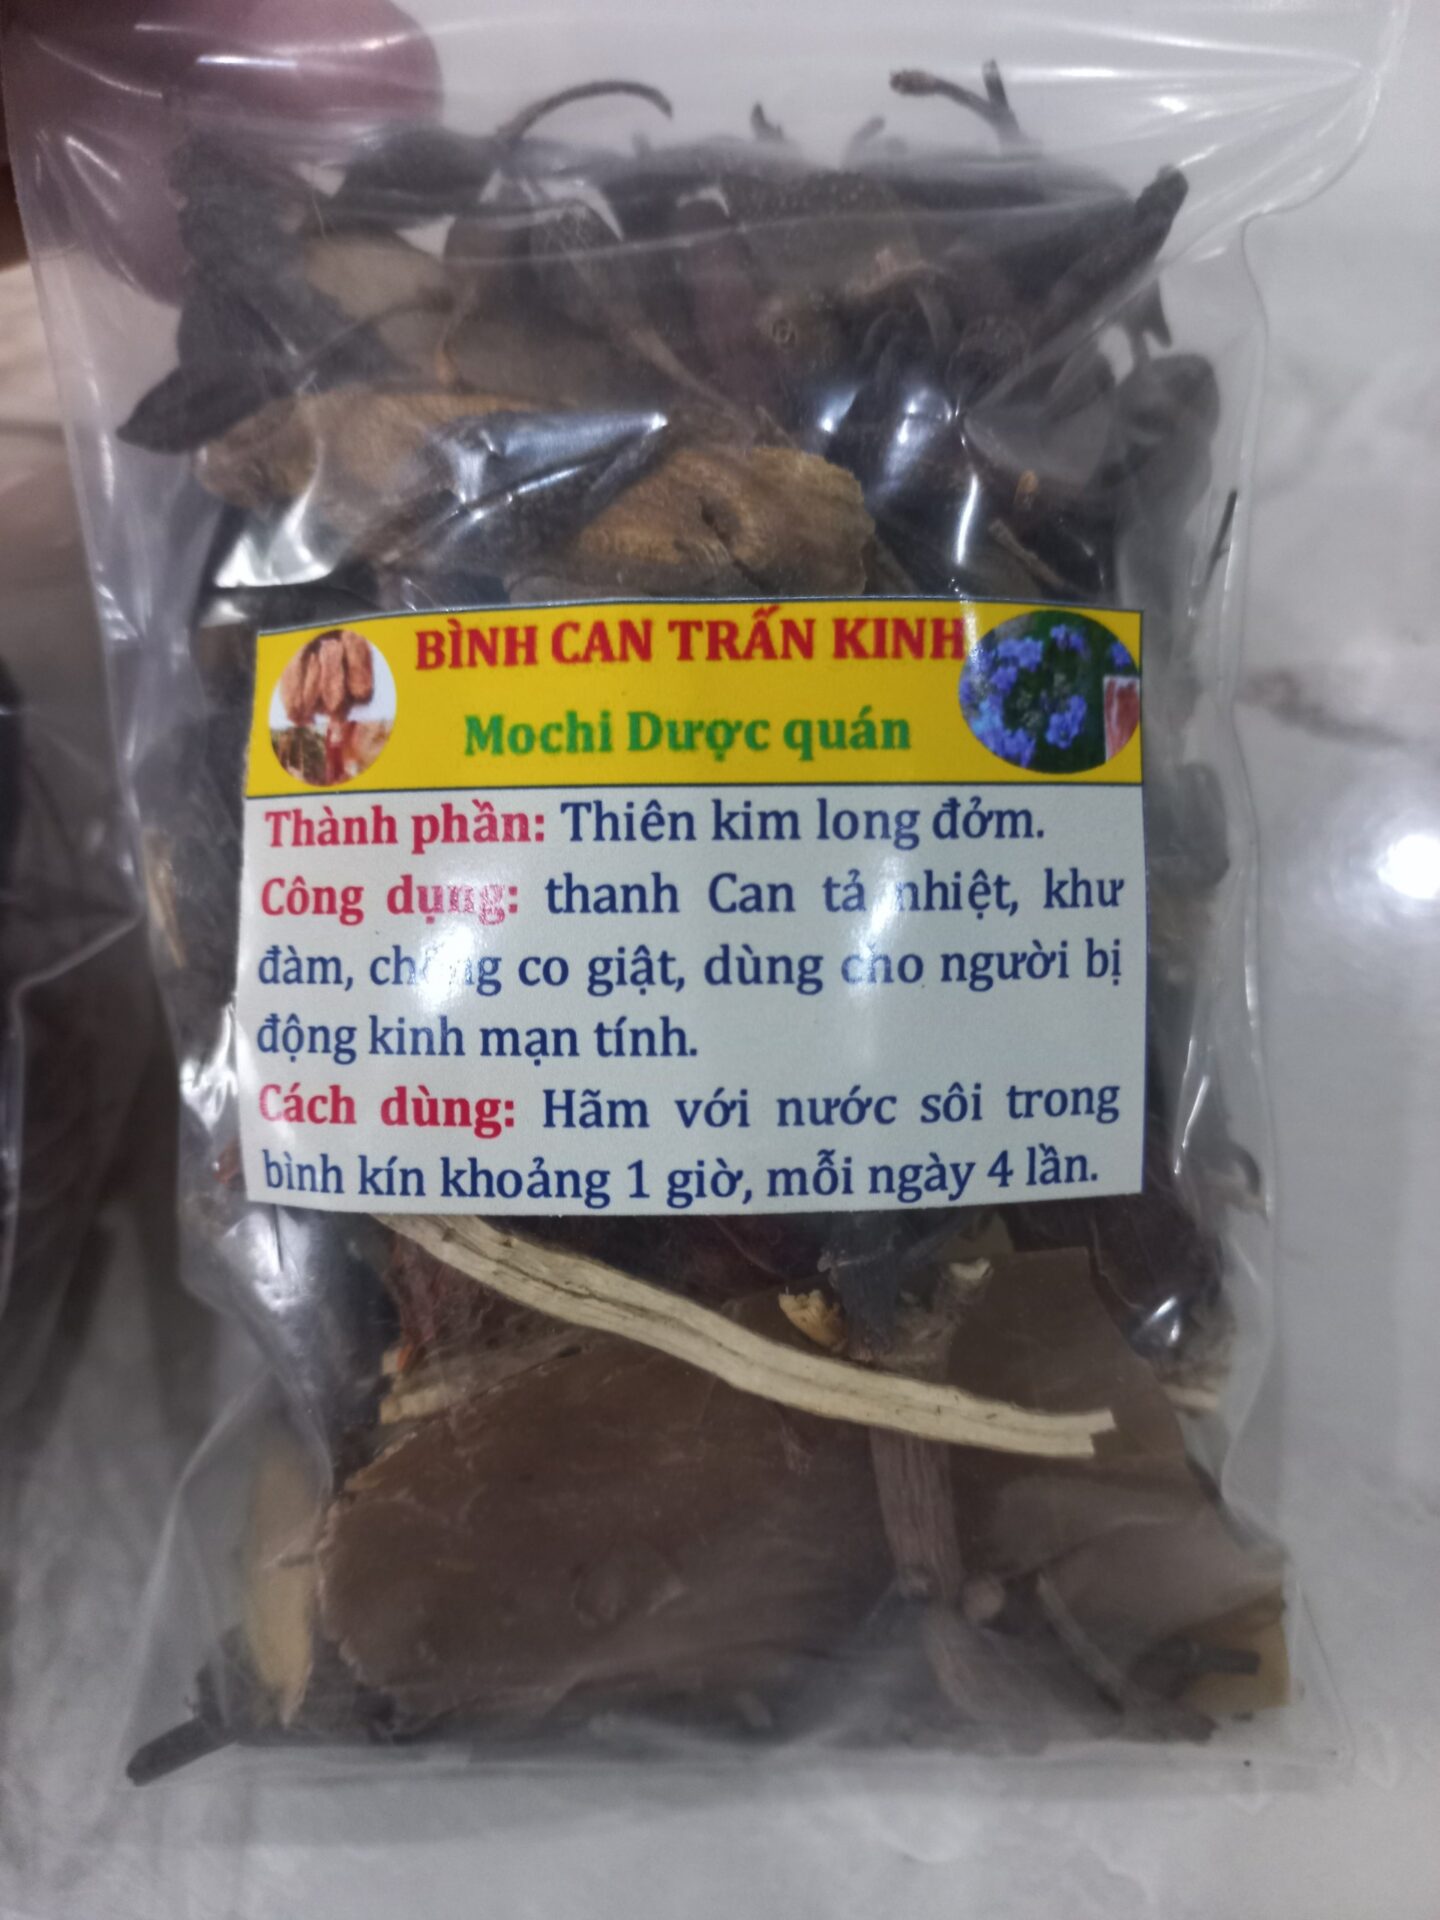 BÌNH CAN TRẤN KINH
Mochi Dược quán
Thành phần: Thiên kim long đởm.
Công dụng: thanh Can tả nhiệt, khư
đàm, chống co giật, dùng cho người bị
động kinh mạn tính.
Cách dùng: Hãm với nước sôi trong
bình kín khoảng 1 giờ, mỗi ngày 4 lần.